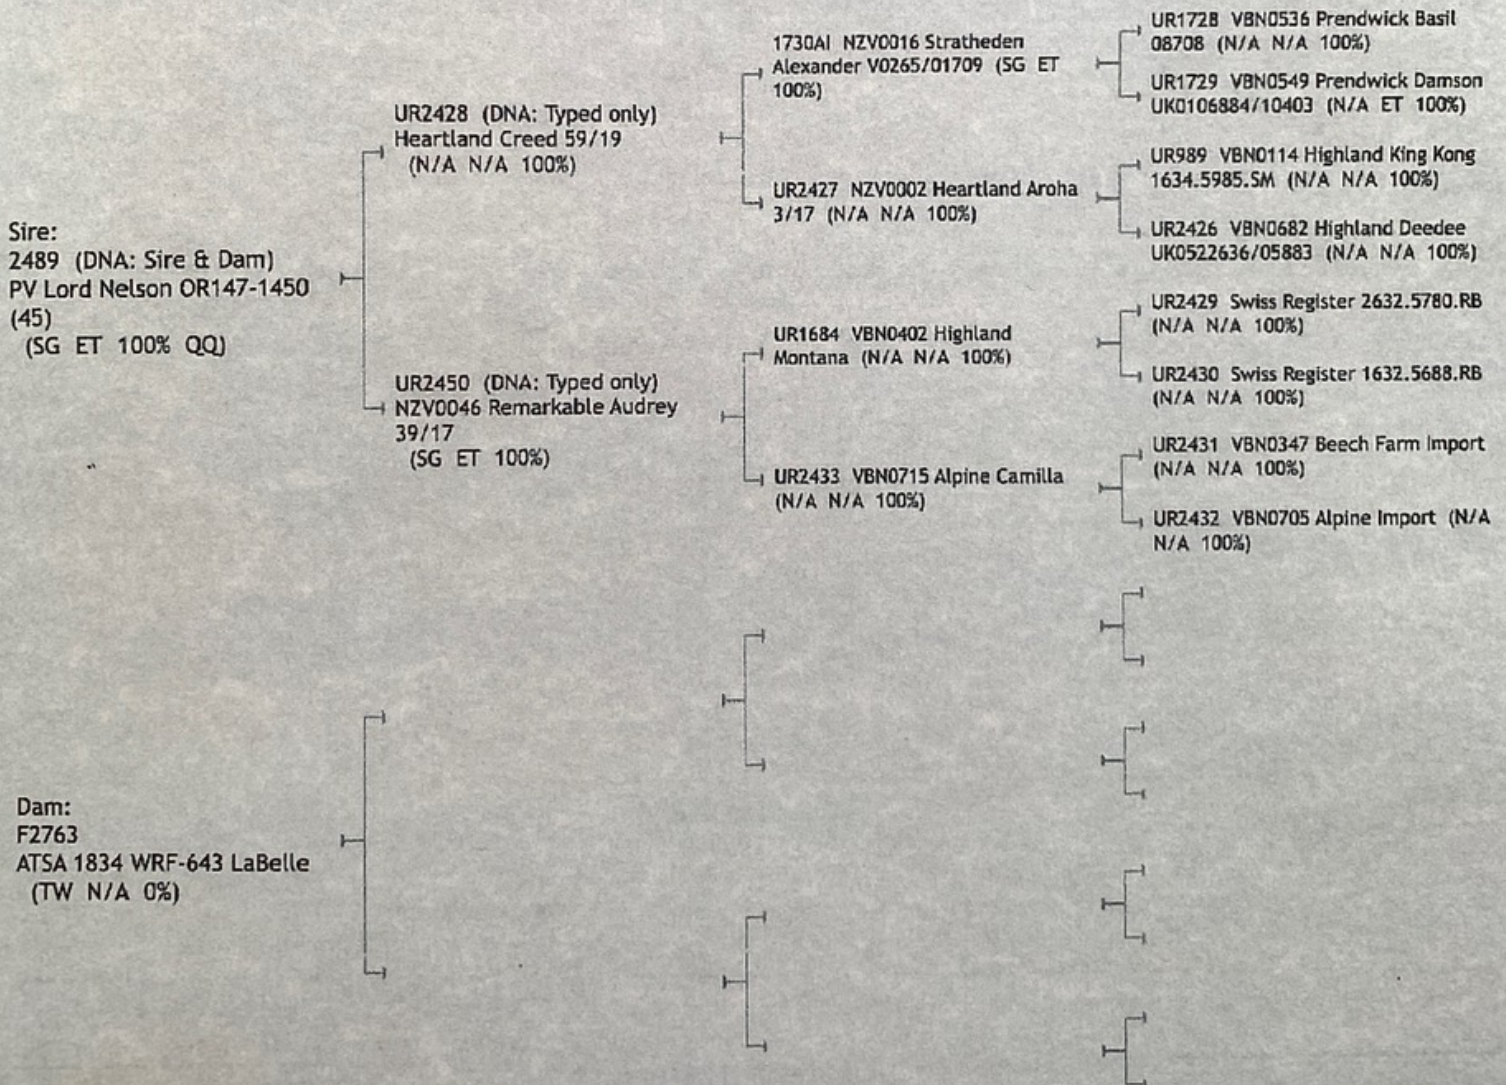 Sire:
2489 (DNA: Sire & Dam)
PV Lord Nelson OR147-1450
(45)
(SG ET 100% QQ)
UR2428 (DNA: Typed only)
Heartland Creed 59/19
(N/A N/A 100%)
UR2450 (DNA: Typed only)
NZV0046 Remarkable Audrey
39/17
(SG ET 100%)
1730AI NZV0016 Stratheden
Alexander V0265/01709 (SG ET
100%)
UR2427 NZV0002 Heartland Aroha
3/17 (N/A N/A 100%)
UR1684 VBN0402 Highland
Montana (N/A N/A 100%)
UR2433 VBN0715 Alpine Camilla
(N/A N/A 100%)
UR1728 VBN0536 Prendwick Basil
08708 (N/A N/A 100%)
UR1729 VBN0549 Prendwick Damson
UK0106884/10403 (N/A ET 100%)
UR989 VBN0114 Highland King Kong
1634.5985.SM (N/A N/A 100%)
UR2426 VBN0682 Highland Deedee
UK0522636/05883 (N/A N/A 100%)
UR2429 Swiss Register 2632.5780.RB
(N/A N/A 100%)
UR2430 Swiss Register 1632.5688.RB
(N/A N/A 100%)
UR2431 VBN0347 Beech Farm Import
(N/A N/A 100%)
UR2432 VBN0705 Alpine Import (N/A
N/A 100%)
Dam:
F2763
ATSA 1834 WRF-643 LaBelle
(TW N/A 0%)